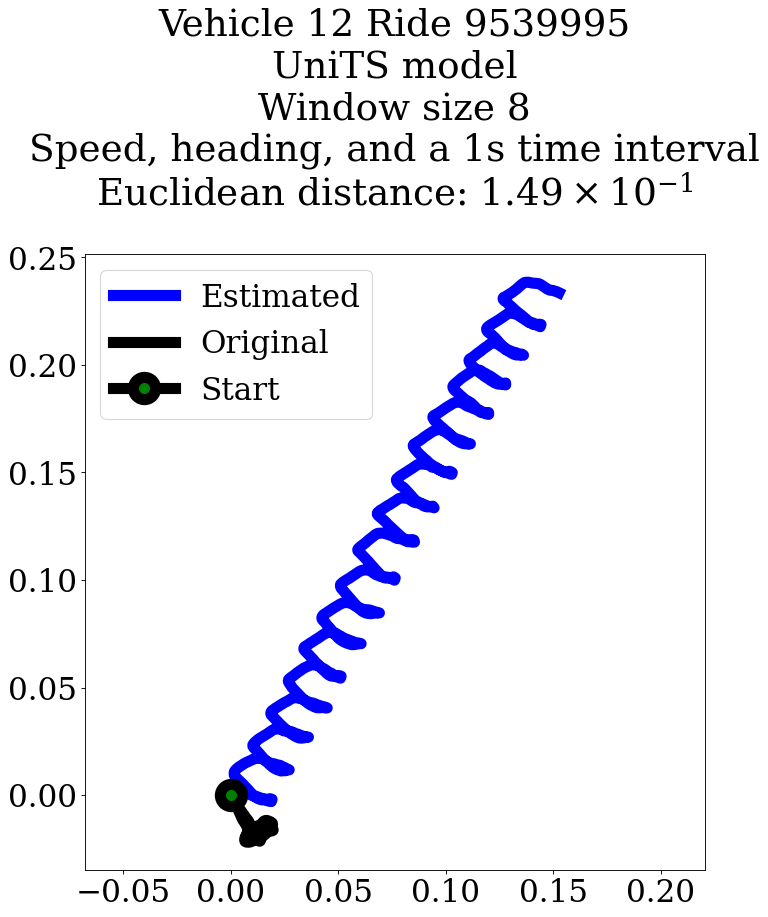 Vehicle 12 Ride 9539995
UniTS model
Window size 8
Speed, heading, and a 1s time interval
Euclidean distance: 1.49 × 10⁻¹
0.25
0.20
0.15
0.10
0.05
0.00
Estimated
Original
Start
−0.05 0.00 0.05 0.10 0.15 0.20